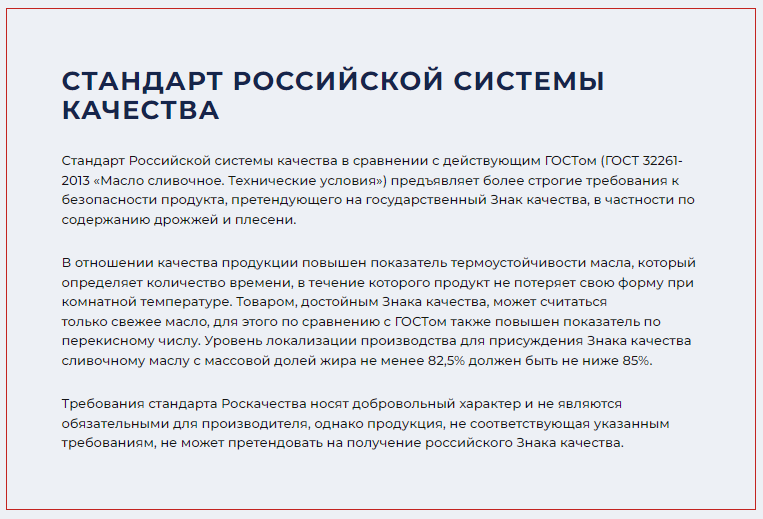 СТАНДАРТ РОССИЙСКОЙ СИСТЕМЫ
КАЧЕСТВА
Стандарт Российской системы качества в сравнении с действующим ГОСТом (ГОСТ 32261-
2013 «Масло сливочное. Технические условия») предъявляет более строгие требования к
безопасности продукта, претендующего на государственный Знак качества, в частности по
содержанию дрожжей и плесени.
В отношении качества продукции повышен показатель термоустойчивости масла, который
определяет количество времени, в течение которого продукт не потеряет свою форму при
комнатной температуре. Товаром, достойным Знака качества, может считаться
только свежее масло, для этого по сравнению с ГОСТом также повышен показатель по
перекисному числу. Уровень локализации производства для присуждения Знака качества
сливочному маслу с массовой долей жира не менее 82,5% должен быть не ниже 85%.
Требования стандарта Роскачества носят добровольный характер и не являются
обязательными для производителя, однако продукция, не соответствующая указанным
требованиям, не может претендовать на получение российского Знака качества.